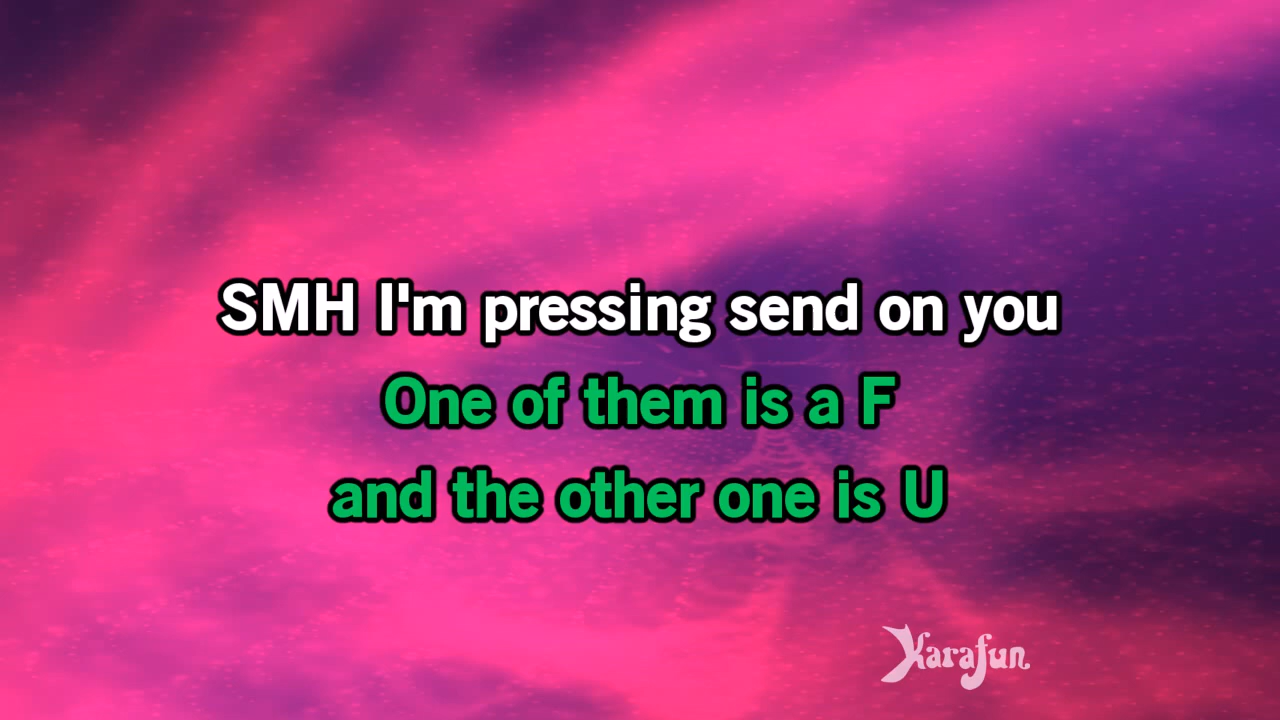 SMH I'm pressing send on you
One of them is a F
and the other one is U
Karafun